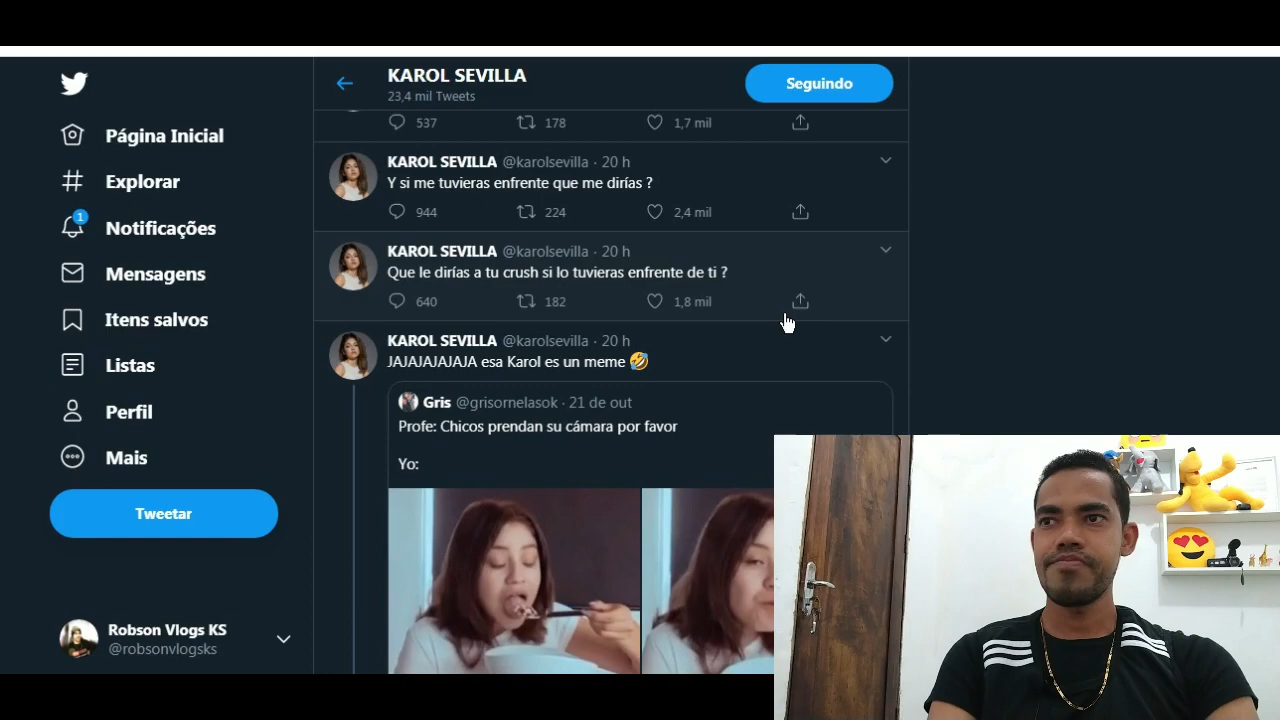 KAROL SEVILLA
23,4 mil Tweets
Seguindo
Página Inicial
Explorar
1
Notificações
Mensagens
Itens salvos
Listas
Perfil
Mais
Tweetar
Robson Vlogs KS
@robsonvlogsks
537 178 1,7 mil
KAROL SEVILLA @karolsevilla · 20 h
Y si me tuvieras enfrente que me dirías ?
944 224 2,4 mil
KAROL SEVILLA @karolsevilla · 20 h
Que le dirías a tu crush si lo tuvieras enfrente de ti ?
640 182 1,8 mil
KAROL SEVILLA @karolsevilla · 20 h
JAJAJAJAJAJA esa Karol es un meme 🤣
Gris @grisornelasok · 21 de out
Profe: Chicos prendan su cámara por favor
Yo: